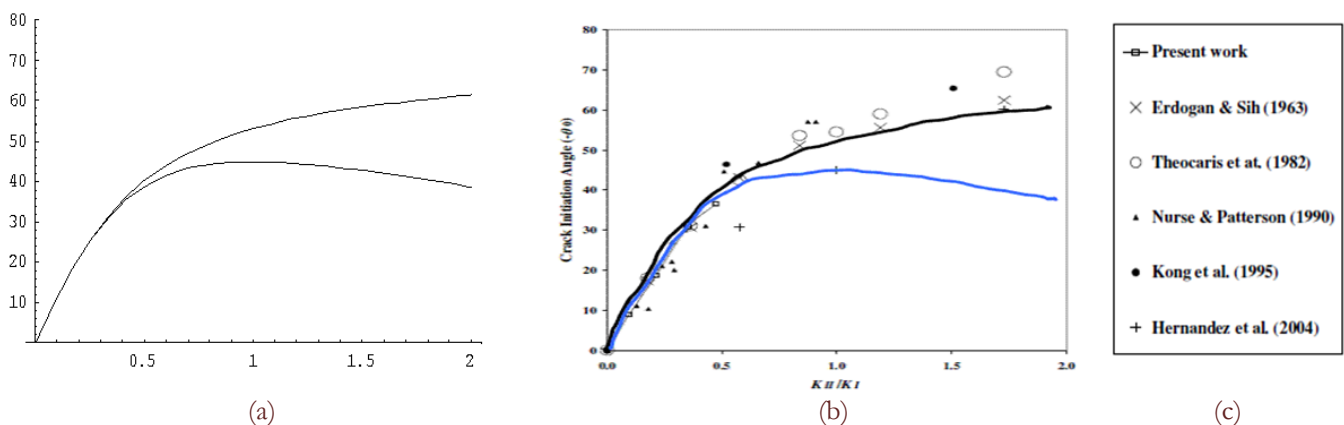 80
70
60
50
40
30
20
10
0.5 1 1.5 2
(a)
80
70
60
50
40
30
20
10
0
Crack Initiation Angle (-θ0)
0.0 0.5 1.0 1.5 2.0
KII/KI
(b)
Present work
Erdogan & Sih (1963)
Theocaris et at. (1982)
Nurse & Patterson (1990)
Kong et al. (1995)
Hernandez et al. (2004)
(c)